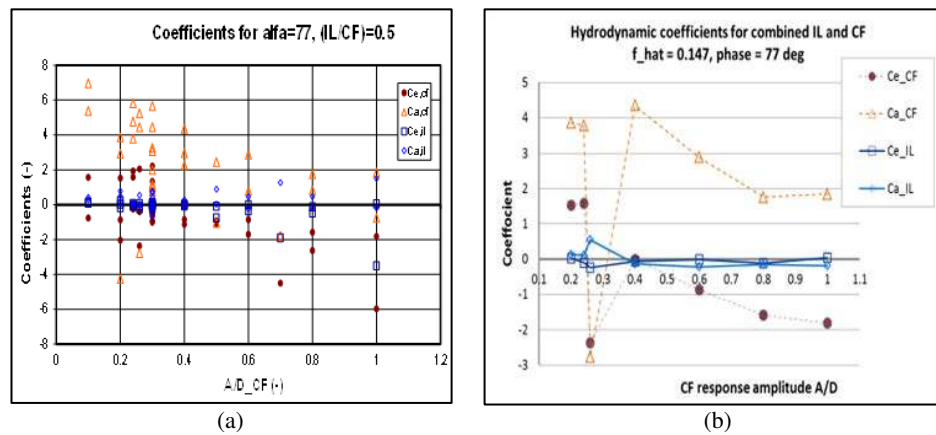 Coefficients for alfa=77, (IL/CF)=0.5
8
6
4
2
0
-2
-4
-6
-8
Coefficients (-)
0
0.2
0.4
0.6
0.8
1
1.2
A/D_CF (-)
Ce,cf
Ca,cf
Ce,il
Ca,il
(a)
Hydrodynamic coefficients for combined IL and CF
f_hat = 0.147, phase = 77 deg
5
4
3
2
1
0
-1
-2
-3
Coeffocient
0.1
0.2
0.3
0.4
0.5
0.6
0.7
0.8
0.9
1
1.1
CF response amplitude A/D
Ce_CF
Ca_CF
Ce_IL
Ca_IL
(b)